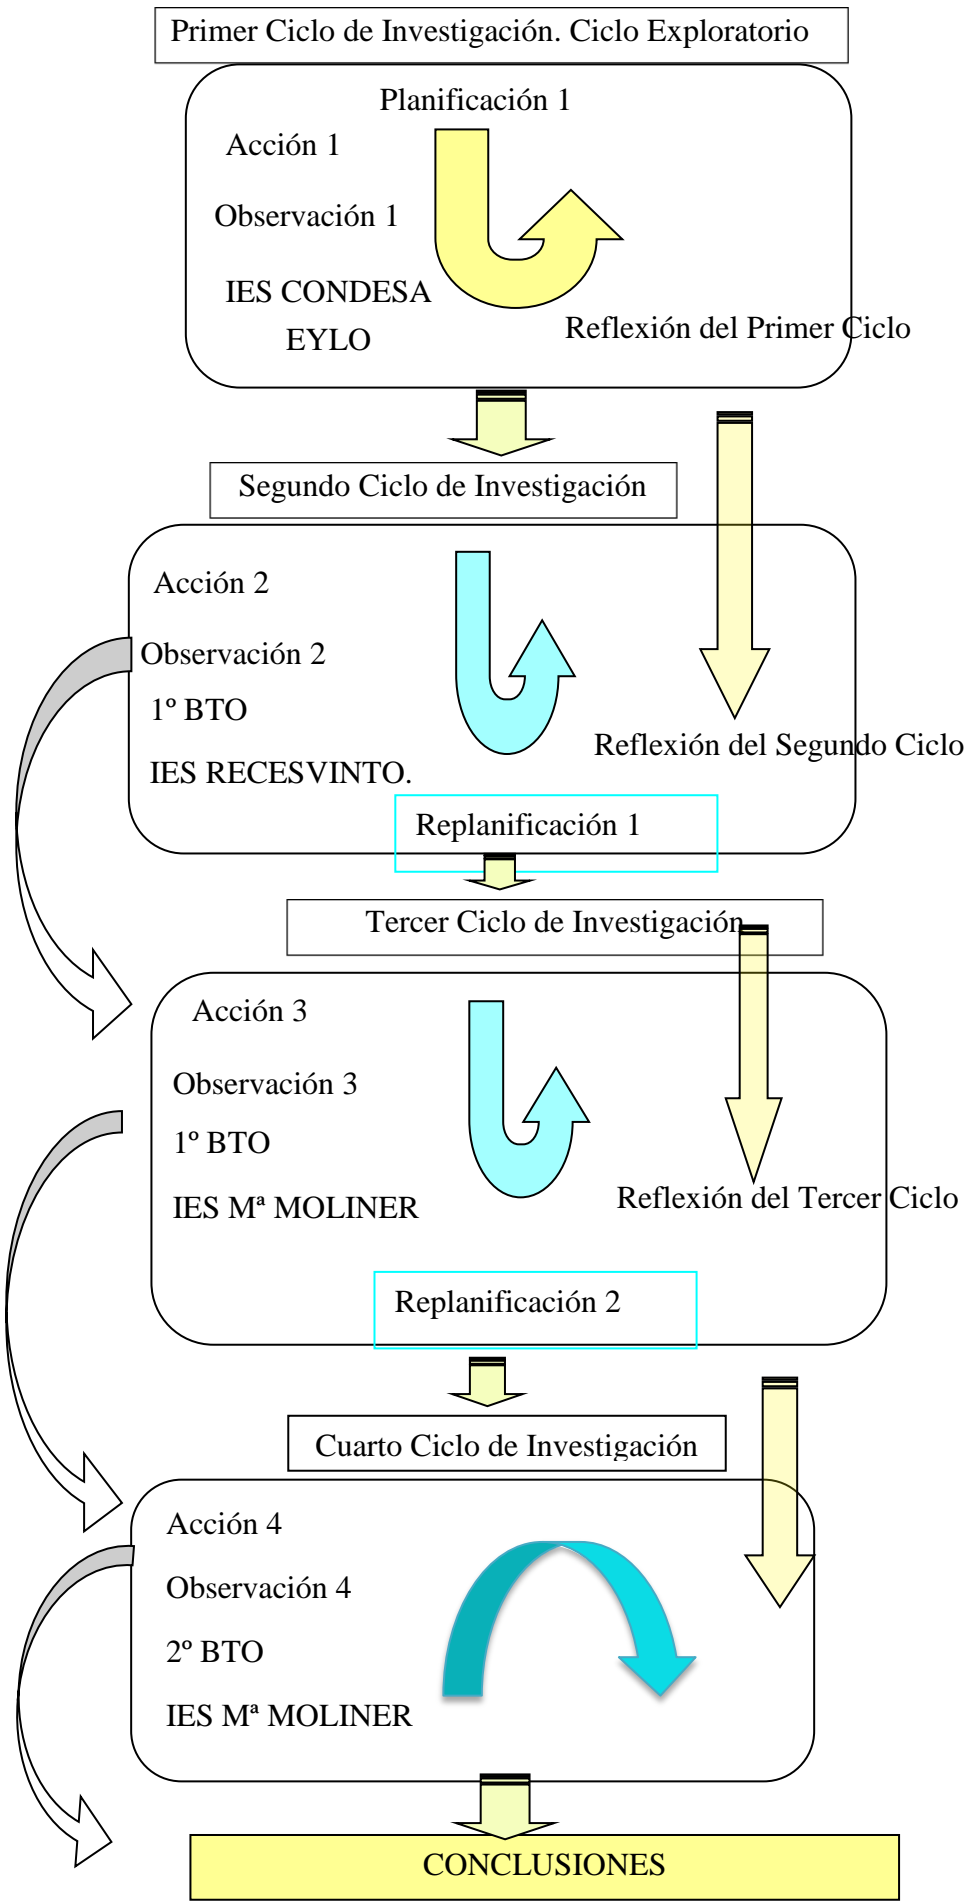 Primer Ciclo de Investigación. Ciclo Exploratorio
Planificación 1
Acción 1
Observación 1
IES CONDESA
EYLO
Reflexión del Primer Ciclo
Segundo Ciclo de Investigación
Acción 2
Observación 2
1º BTO
IES RECESVINTO.
Reflexión del Segundo Ciclo
Replanificación 1
Tercer Ciclo de Investigación
Acción 3
Observación 3
1º BTO
IES Mª MOLINER
Reflexión del Tercer Ciclo
Replanificación 2
Cuarto Ciclo de Investigación
Acción 4
Observación 4
2º BTO
IES Mª MOLINER
CONCLUSIONES